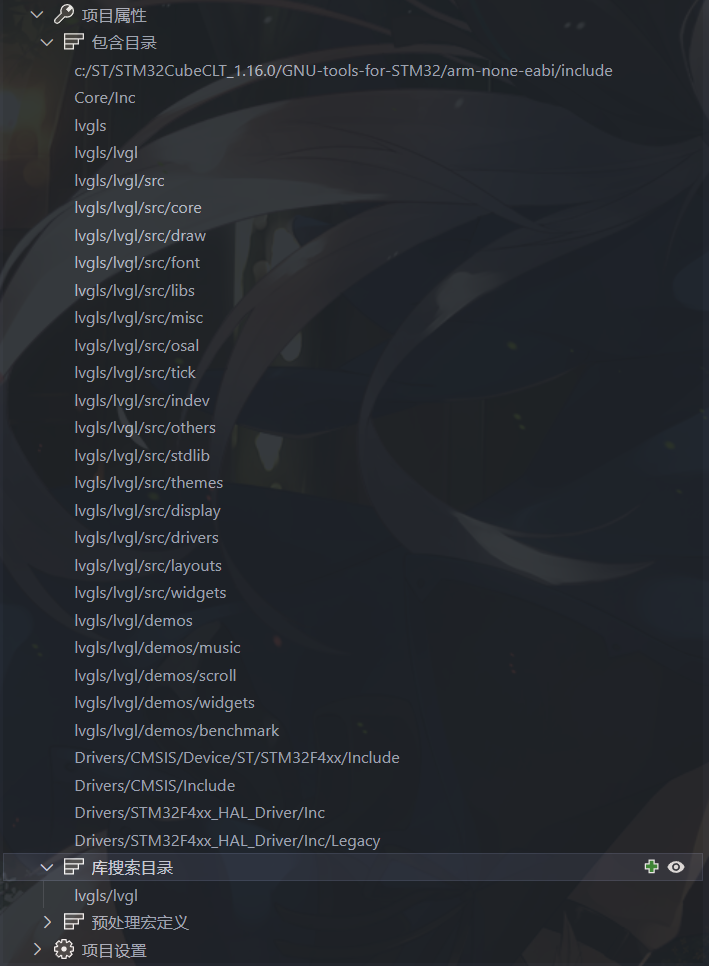 项目属性
包含目录
c:/ST/STM32CubeCLT_1.16.0/GNU-tools-for-STM32/arm-none-eabi/include
Core/Inc
lvgls
lvgls/lvgl
lvgls/lvgl/src
lvgls/lvgl/src/core
lvgls/lvgl/src/draw
lvgls/lvgl/src/font
lvgls/lvgl/src/libs
lvgls/lvgl/src/misc
lvgls/lvgl/src/osal
lvgls/lvgl/src/tick
lvgls/lvgl/src/indev
lvgls/lvgl/src/others
lvgls/lvgl/src/stdlib
lvgls/lvgl/src/themes
lvgls/lvgl/src/display
lvgls/lvgl/src/drivers
lvgls/lvgl/src/layouts
lvgls/lvgl/src/widgets
lvgls/lvgl/demos
lvgls/lvgl/demos/music
lvgls/lvgl/demos/scroll
lvgls/lvgl/demos/widgets
lvgls/lvgl/demos/benchmark
Drivers/CMSIS/Device/ST/STM32F4xx/Include
Drivers/CMSIS/Include
Drivers/STM32F4xx_HAL_Driver/Inc
Drivers/STM32F4xx_HAL_Driver/Inc/Legacy
库搜索目录
lvgls/lvgl
预处理宏定义
项目设置